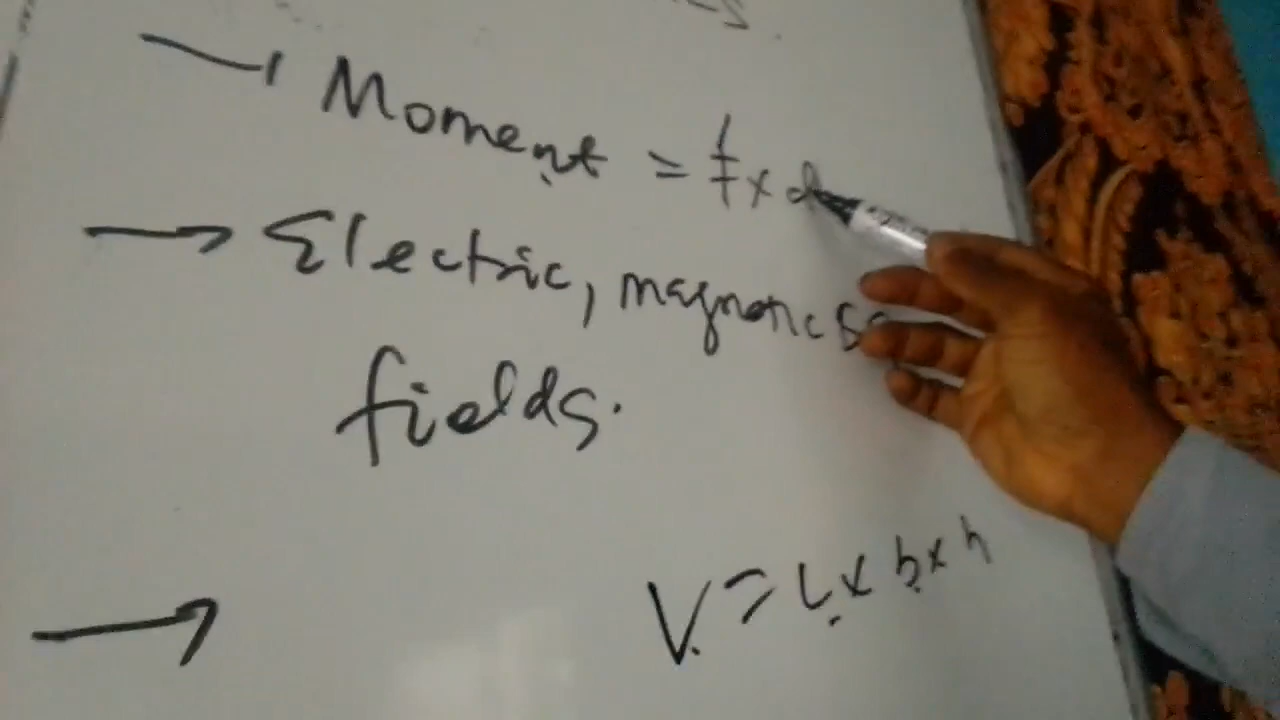 Moment = f x d
Electric, magnetic
fields.
V = L x b x h